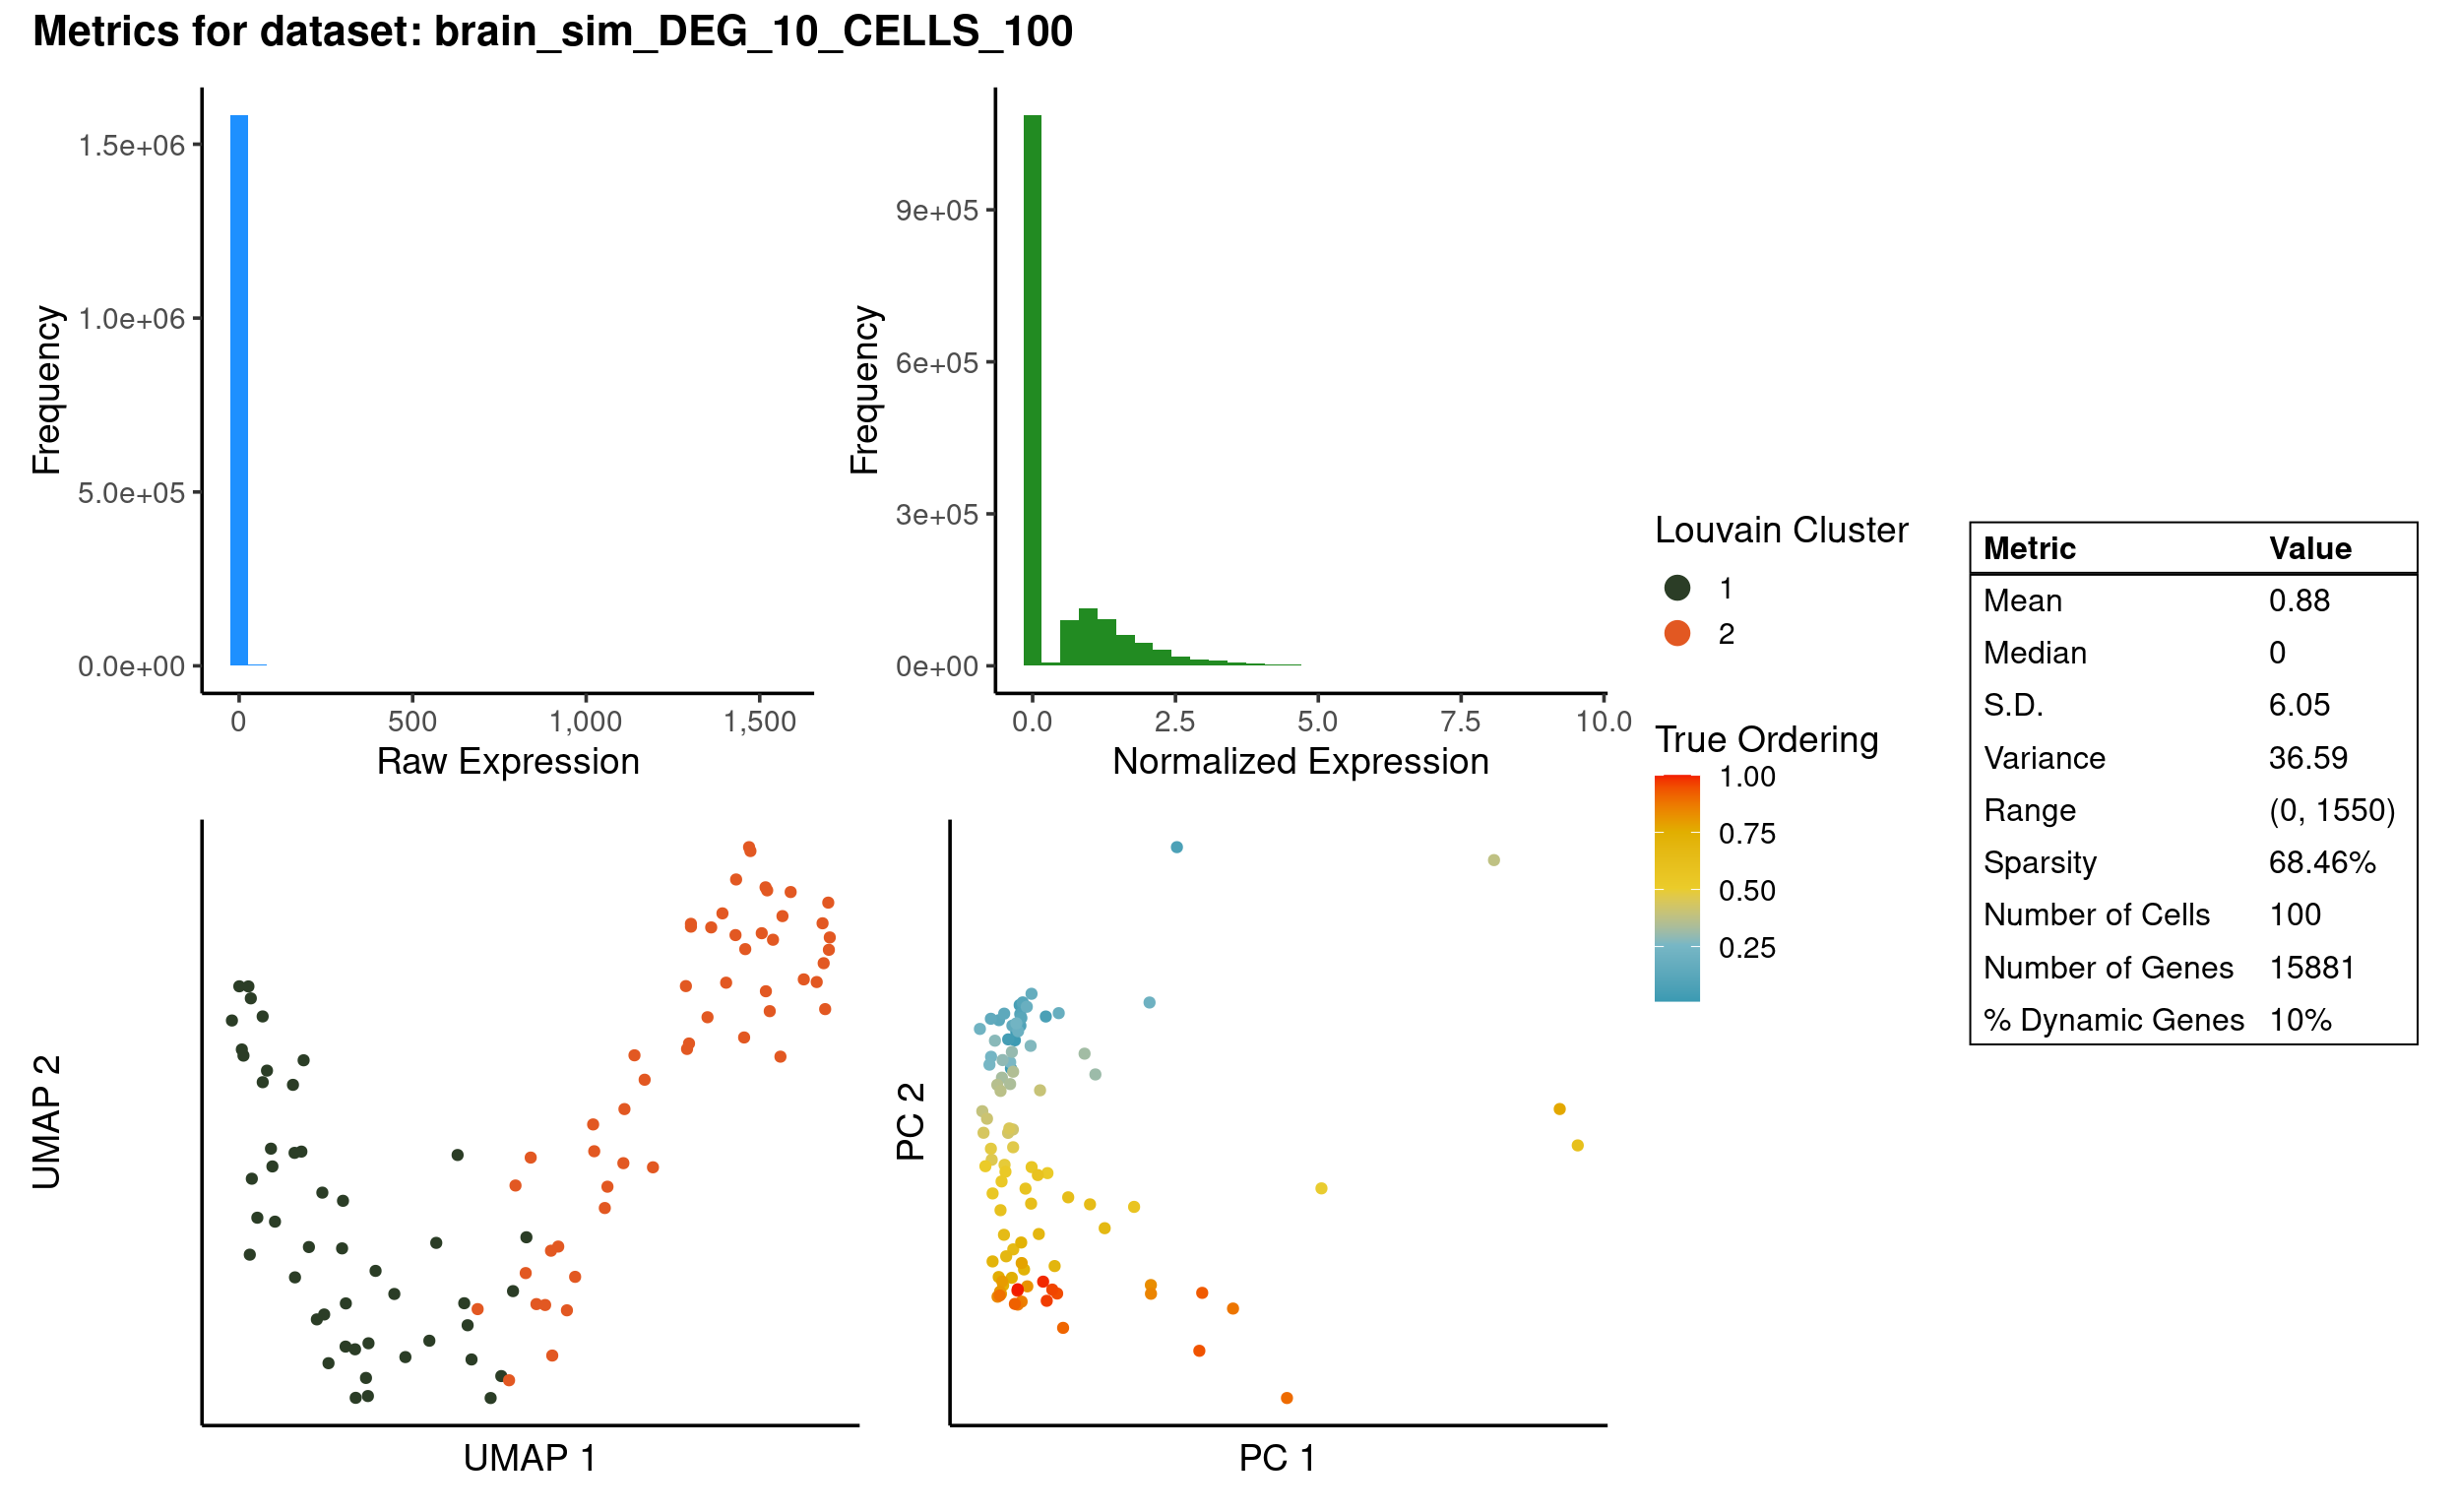 Metrics for dataset: brain_sim_DEG_10_CELLS_100
Frequency
1.5e+06
1.0e+06
5.0e+05
0.0e+00
0
500
1,000
1,500
Raw Expression
Frequency
9e+05
6e+05
3e+05
0e+00
0.0
2.5
5.0
7.5
10.0
Normalized Expression
UMAP 2
UMAP 1
PC 2
PC 1
Louvain Cluster
1
2
True Ordering
1.00
0.75
0.50
0.25
Metric Value
Mean 0.88
Median 0
S.D. 6.05
Variance 36.59
Range (0, 1550)
Sparsity 68.46%
Number of Cells 100
Number of Genes 15881
% Dynamic Genes 10%